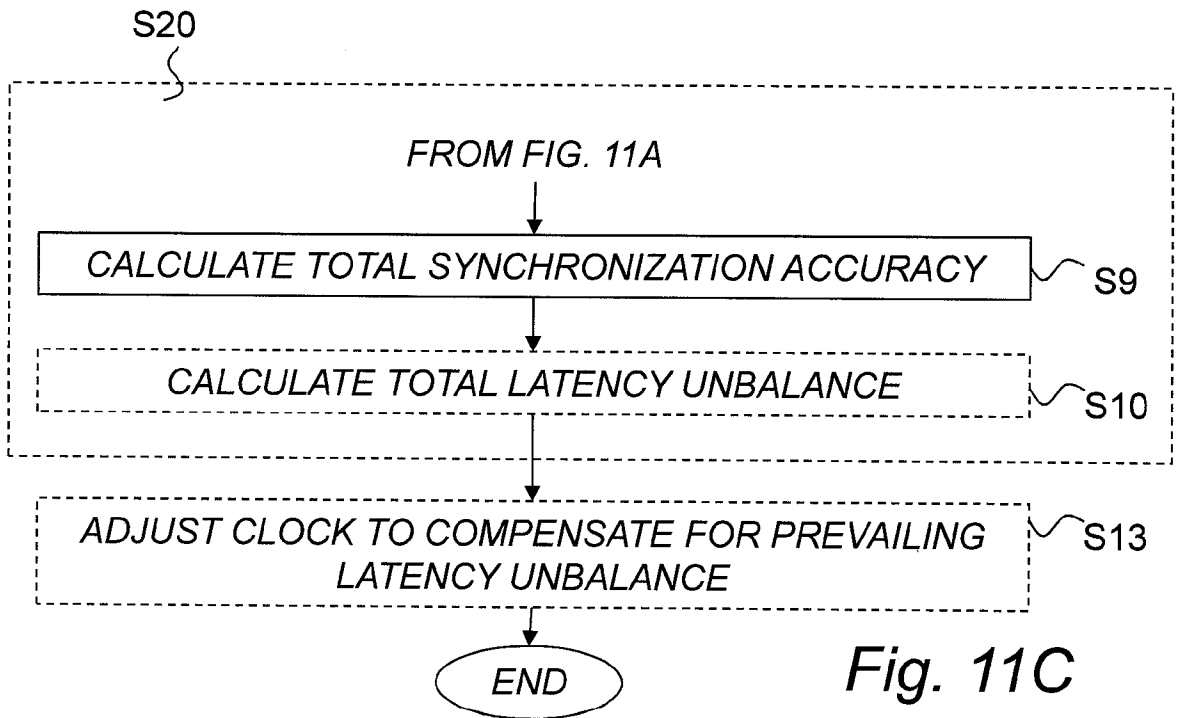 S20
FROM FIG. 11A
CALCULATE TOTAL SYNCHRONIZATION ACCURACY
S9
CALCULATE TOTAL LATENCY UNBALANCE
S10
ADJUST CLOCK TO COMPENSATE FOR PREVAILING
LATENCY UNBALANCE
S13
END
Fig. 11C